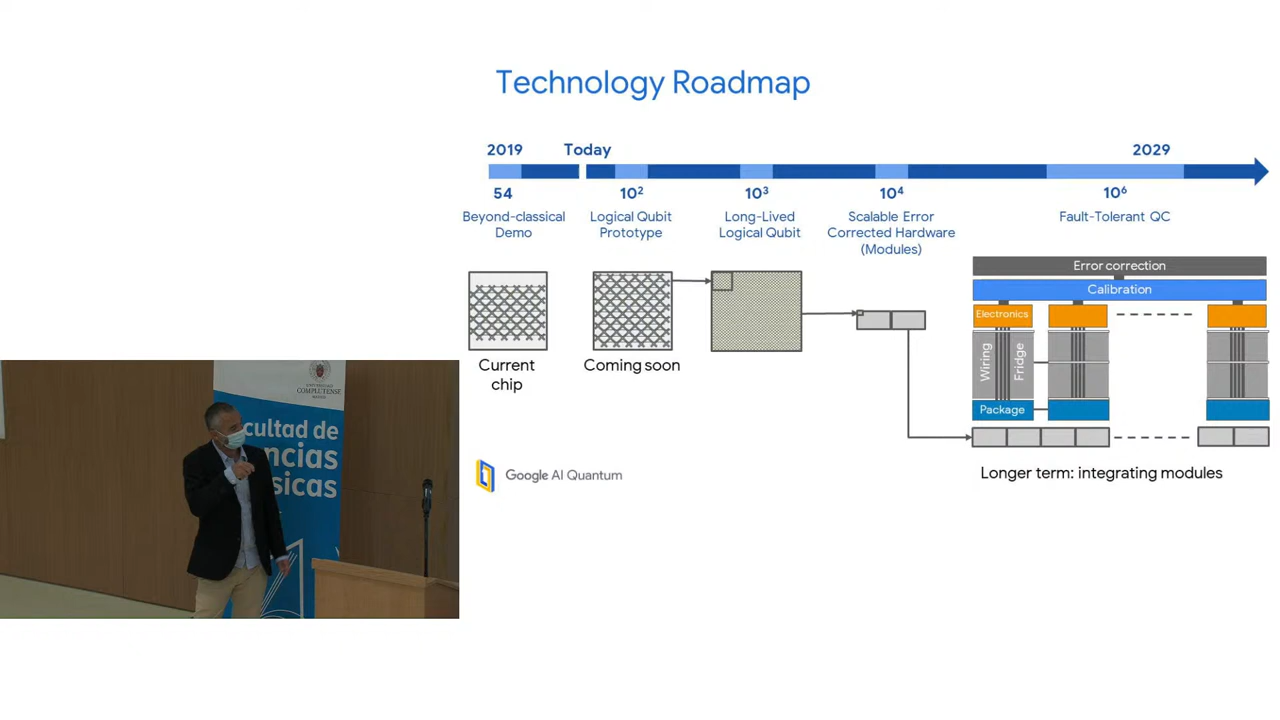 Technology Roadmap
2019
Today
2029
54
10²
10³
10⁴
10⁶
Beyond-classical
Demo
Logical Qubit
Prototype
Long-Lived
Logical Qubit
Scalable Error
Corrected Hardware
(Modules)
Fault-Tolerant QC
Error correction
Calibration
Electronics
Wiring
Fridge
Package
Current
chip
Coming soon
Longer term: integrating modules
Google AI Quantum
COMPLUTENSE
cultad de
ncias
sicas